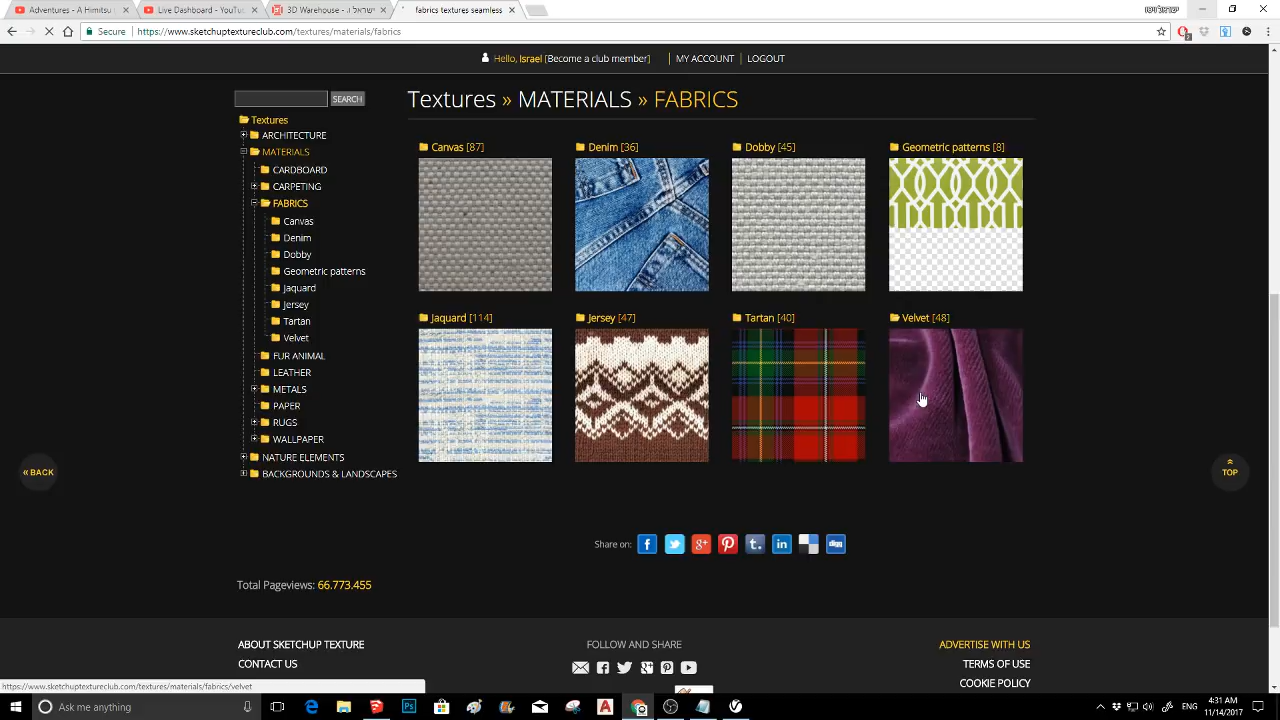 Adventures - A Himitsu
Live Dashboard - YouTu
3D Warehouse
fabrics textures seamless
Secure https://www.sketchuptextureclub.com/textures/materials/fabrics
Hello, Israel [Become a club member] MY ACCOUNT LOGOUT
SEARCH
Textures » MATERIALS » FABRICS
Textures
ARCHITECTURE
MATERIALS
CARDBOARD
CARPETING
FABRICS
Canvas
Denim
Dobby
Geometric patterns
Jaquard
Jersey
Tartan
Velvet
FUR ANIMAL
LEATHER
METALS
PAPER
RUGS
WALLPAPER
NATURE ELEMENTS
BACKGROUNDS & LANDSCAPES
Canvas [87] Denim [36] Dobby [45] Geometric patterns [8]
Jaquard [114] Jersey [47] Tartan [40] Velvet [48]
« BACK
TOP
Share on:
digg
Total Pageviews: 66.773.455
ABOUT SKETCHUP TEXTURE
CONTACT US
FOLLOW AND SHARE
ADVERTISE WITH US
TERMS OF USE
COOKIE POLICY
https://www.sketchuptextureclub.com/textures/materials/fabrics/velvet
Ask me anything
ENG
4:31 AM
11/14/2017